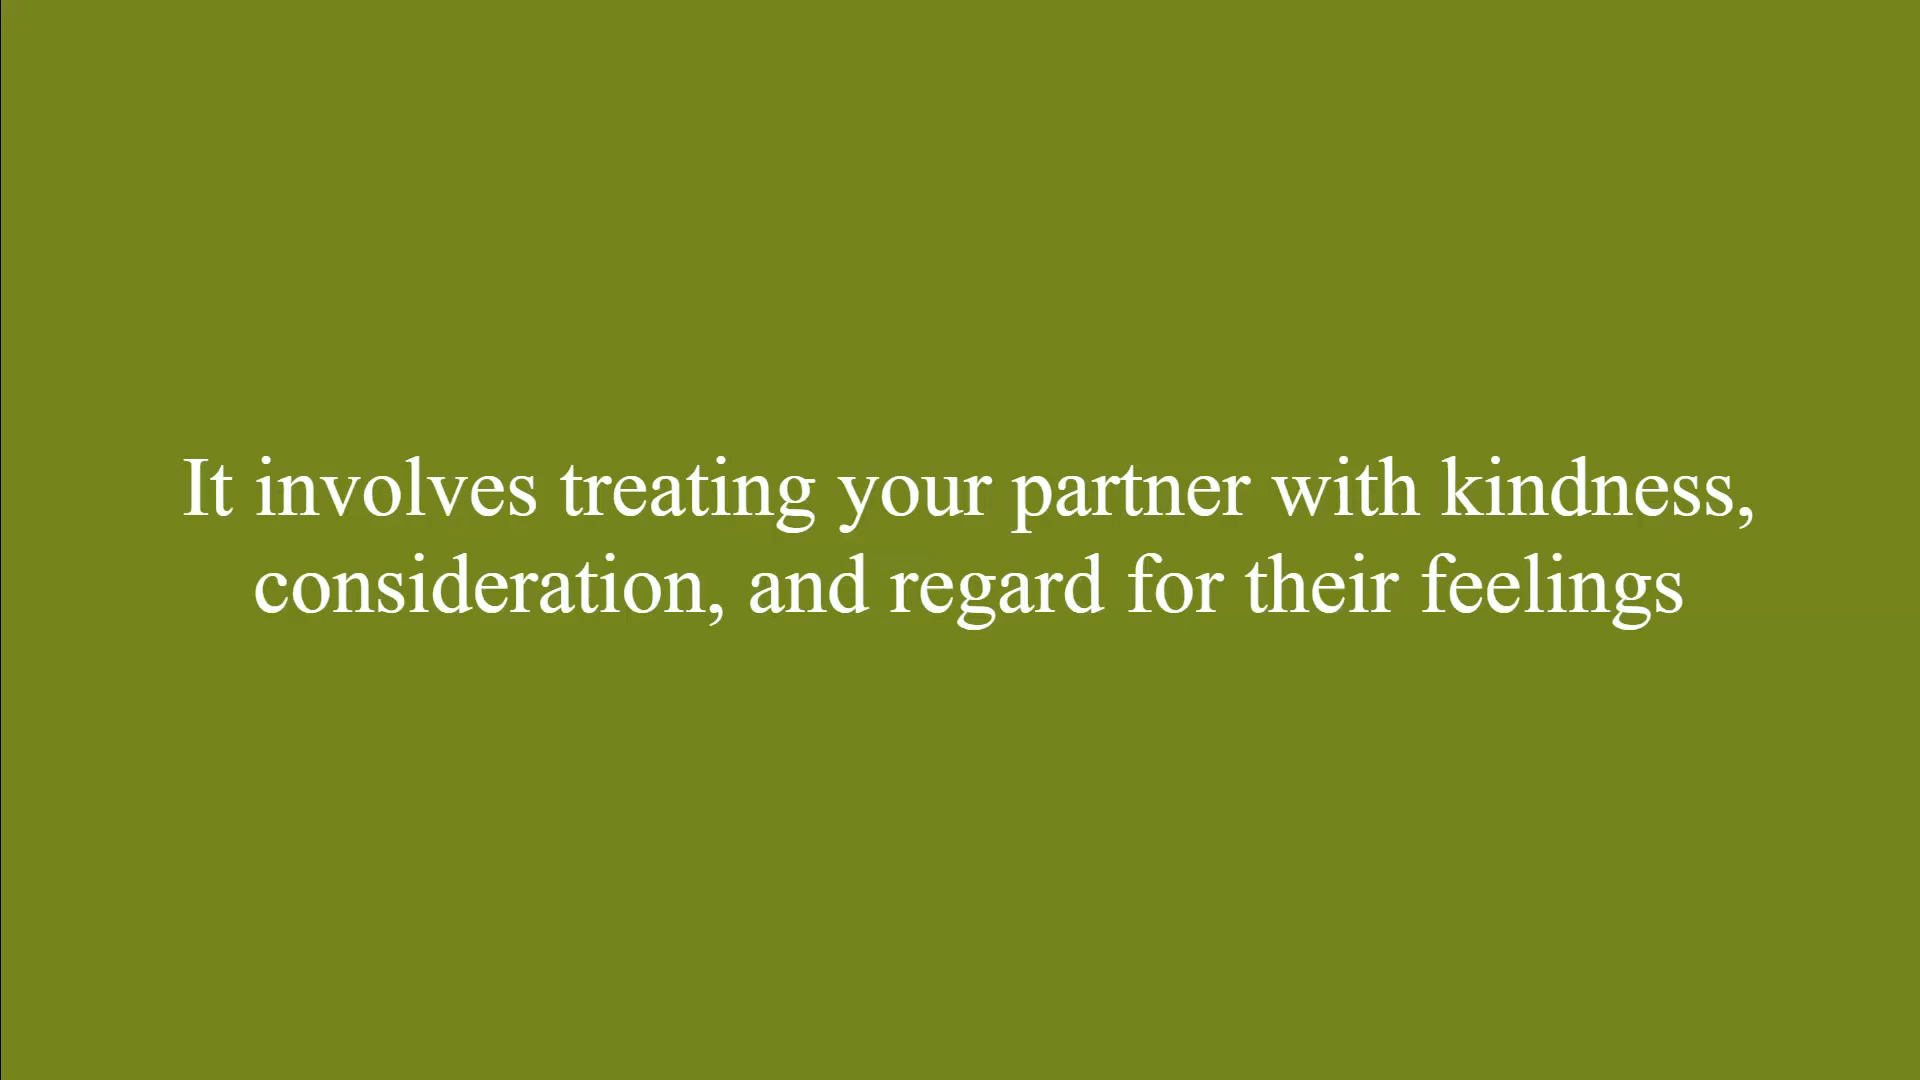 It involves treating your partner with kindness,
consideration, and regard for their feelings